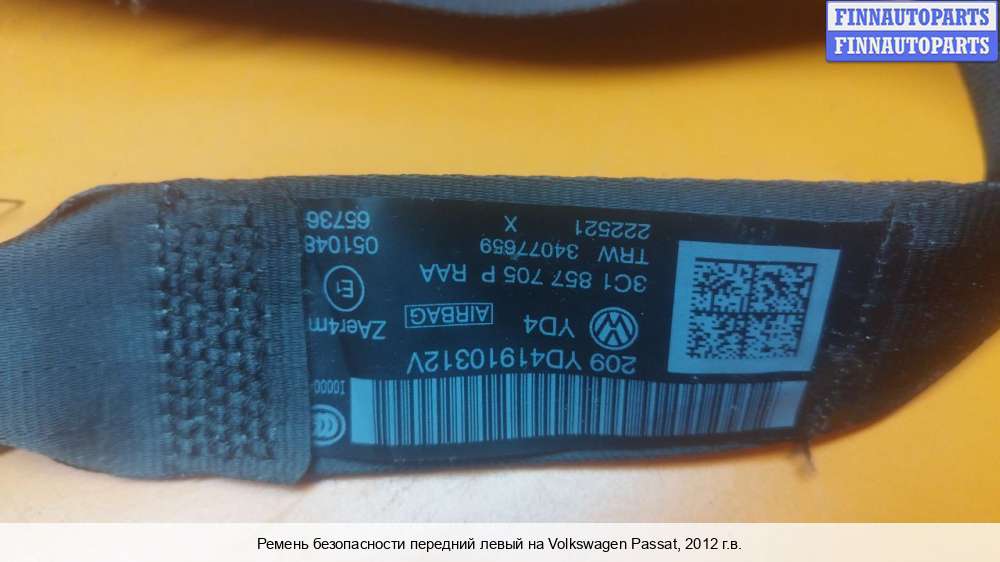 FINNAUTOPARTS
FINNAUTOPARTS
209 YD41910312V
YD4 AIRBAG
ZAer4m
3C1 857 705 P RAA
E1
TRW 34077659
051048
222521 X
65736
Ремень безопасности передний левый на Volkswagen Passat, 2012 г.в.